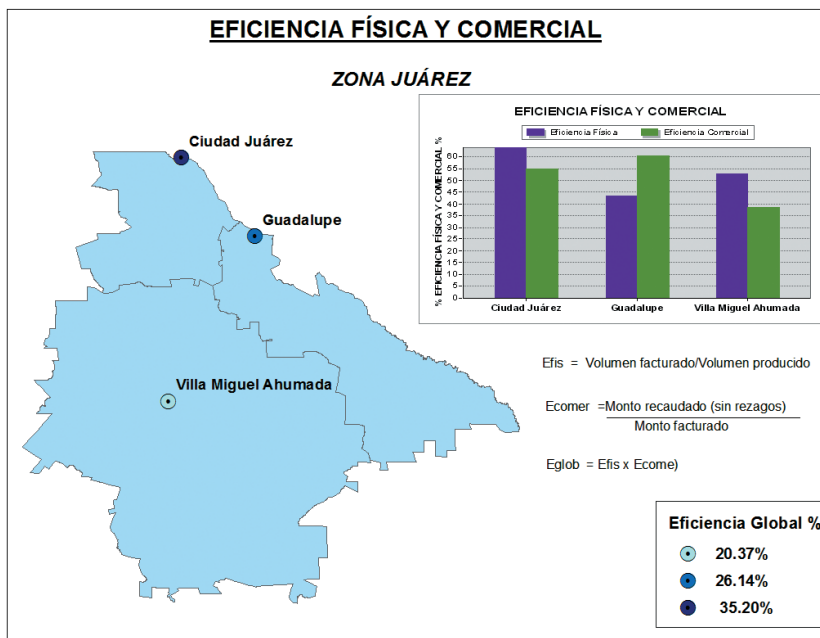 EFICIENCIA FÍSICA Y COMERCIAL
ZONA JUÁREZ
Ciudad Juárez
Guadalupe
Villa Miguel Ahumada
EFICIENCIA FÍSICA Y COMERCIAL
Eficiencia Física
Eficiencia Comercial
% EFICIENCIA FÍSICA Y COMERCIAL %
60
55
50
45
40
35
30
25
20
15
10
5
0
Ciudad Juárez
Guadalupe
Villa Miguel Ahumada
Efis = Volumen facturado/Volumen producido
Ecomer =Monto recaudado (sin rezagos)
Monto facturado
Eglob = Efis x Ecome)
Eficiencia Global %
20.37%
26.14%
35.20%